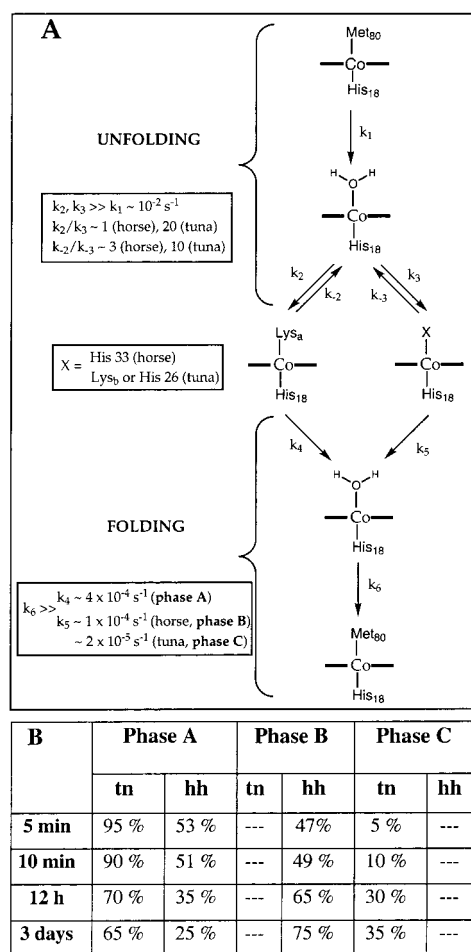 A
Met80
Co
His18
UNFOLDING
k1
H H
O
Co
His18
k2, k3 >> k1 ~ 10-2 s-1
k2/k3 ~ 1 (horse), 20 (tuna)
k-2/k-3 ~ 3 (horse), 10 (tuna)
k2 k-2 k-3 k3
Lysa X
Co Co
His18 His18
X = His 33 (horse)
Lysb or His 26 (tuna)
k4 k5
H H
O
Co
His18
FOLDING
k6
k6 >> k4 ~ 4 x 10-4 s-1 (phase A)
k5 ~ 1 x 10-4 s-1 (horse, phase B)
~ 2 x 10-5 s-1 (tuna, phase C)
Met80
Co
His18
B Phase A Phase B Phase C
tn hh tn hh tn hh
5 min 95 % 53 % --- 47% 5 % ---
10 min 90 % 51 % --- 49 % 10 % ---
12 h 70 % 35 % --- 65 % 30 % ---
3 days 65 % 25 % --- 75 % 35 % ---